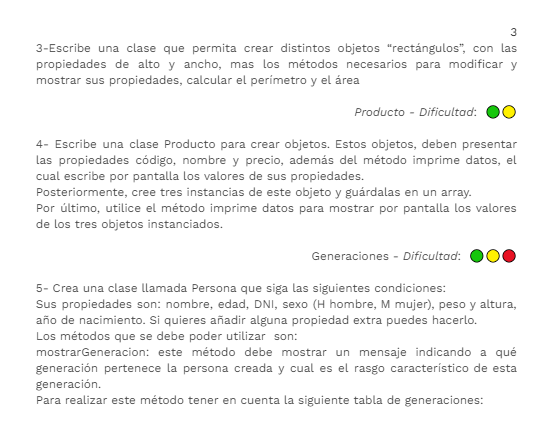 3
3-Escribe una clase que permita crear distintos objetos “rectángulos”, con las
propiedades de alto y ancho, mas los métodos necesarios para modificar y
mostrar sus propiedades, calcular el perímetro y el área
Producto - Dificultad:
4- Escribe una clase Producto para crear objetos. Estos objetos, deben presentar
las propiedades código, nombre y precio, además del método imprime datos, el
cual escribe por pantalla los valores de sus propiedades.
Posteriormente, cree tres instancias de este objeto y guárdalas en un array.
Por último, utilice el método imprime datos para mostrar por pantalla los valores
de los tres objetos instanciados.
Generaciones - Dificultad:
5- Crea una clase llamada Persona que siga las siguientes condiciones:
Sus propiedades son: nombre, edad, DNI, sexo (H hombre, M mujer), peso y altura,
año de nacimiento. Si quieres añadir alguna propiedad extra puedes hacerlo.
Los métodos que se debe poder utilizar son:
mostrarGeneracion: este método debe mostrar un mensaje indicando a qué
generación pertenece la persona creada y cual es el rasgo característico de esta
generación.
Para realizar este método tener en cuenta la siguiente tabla de generaciones: